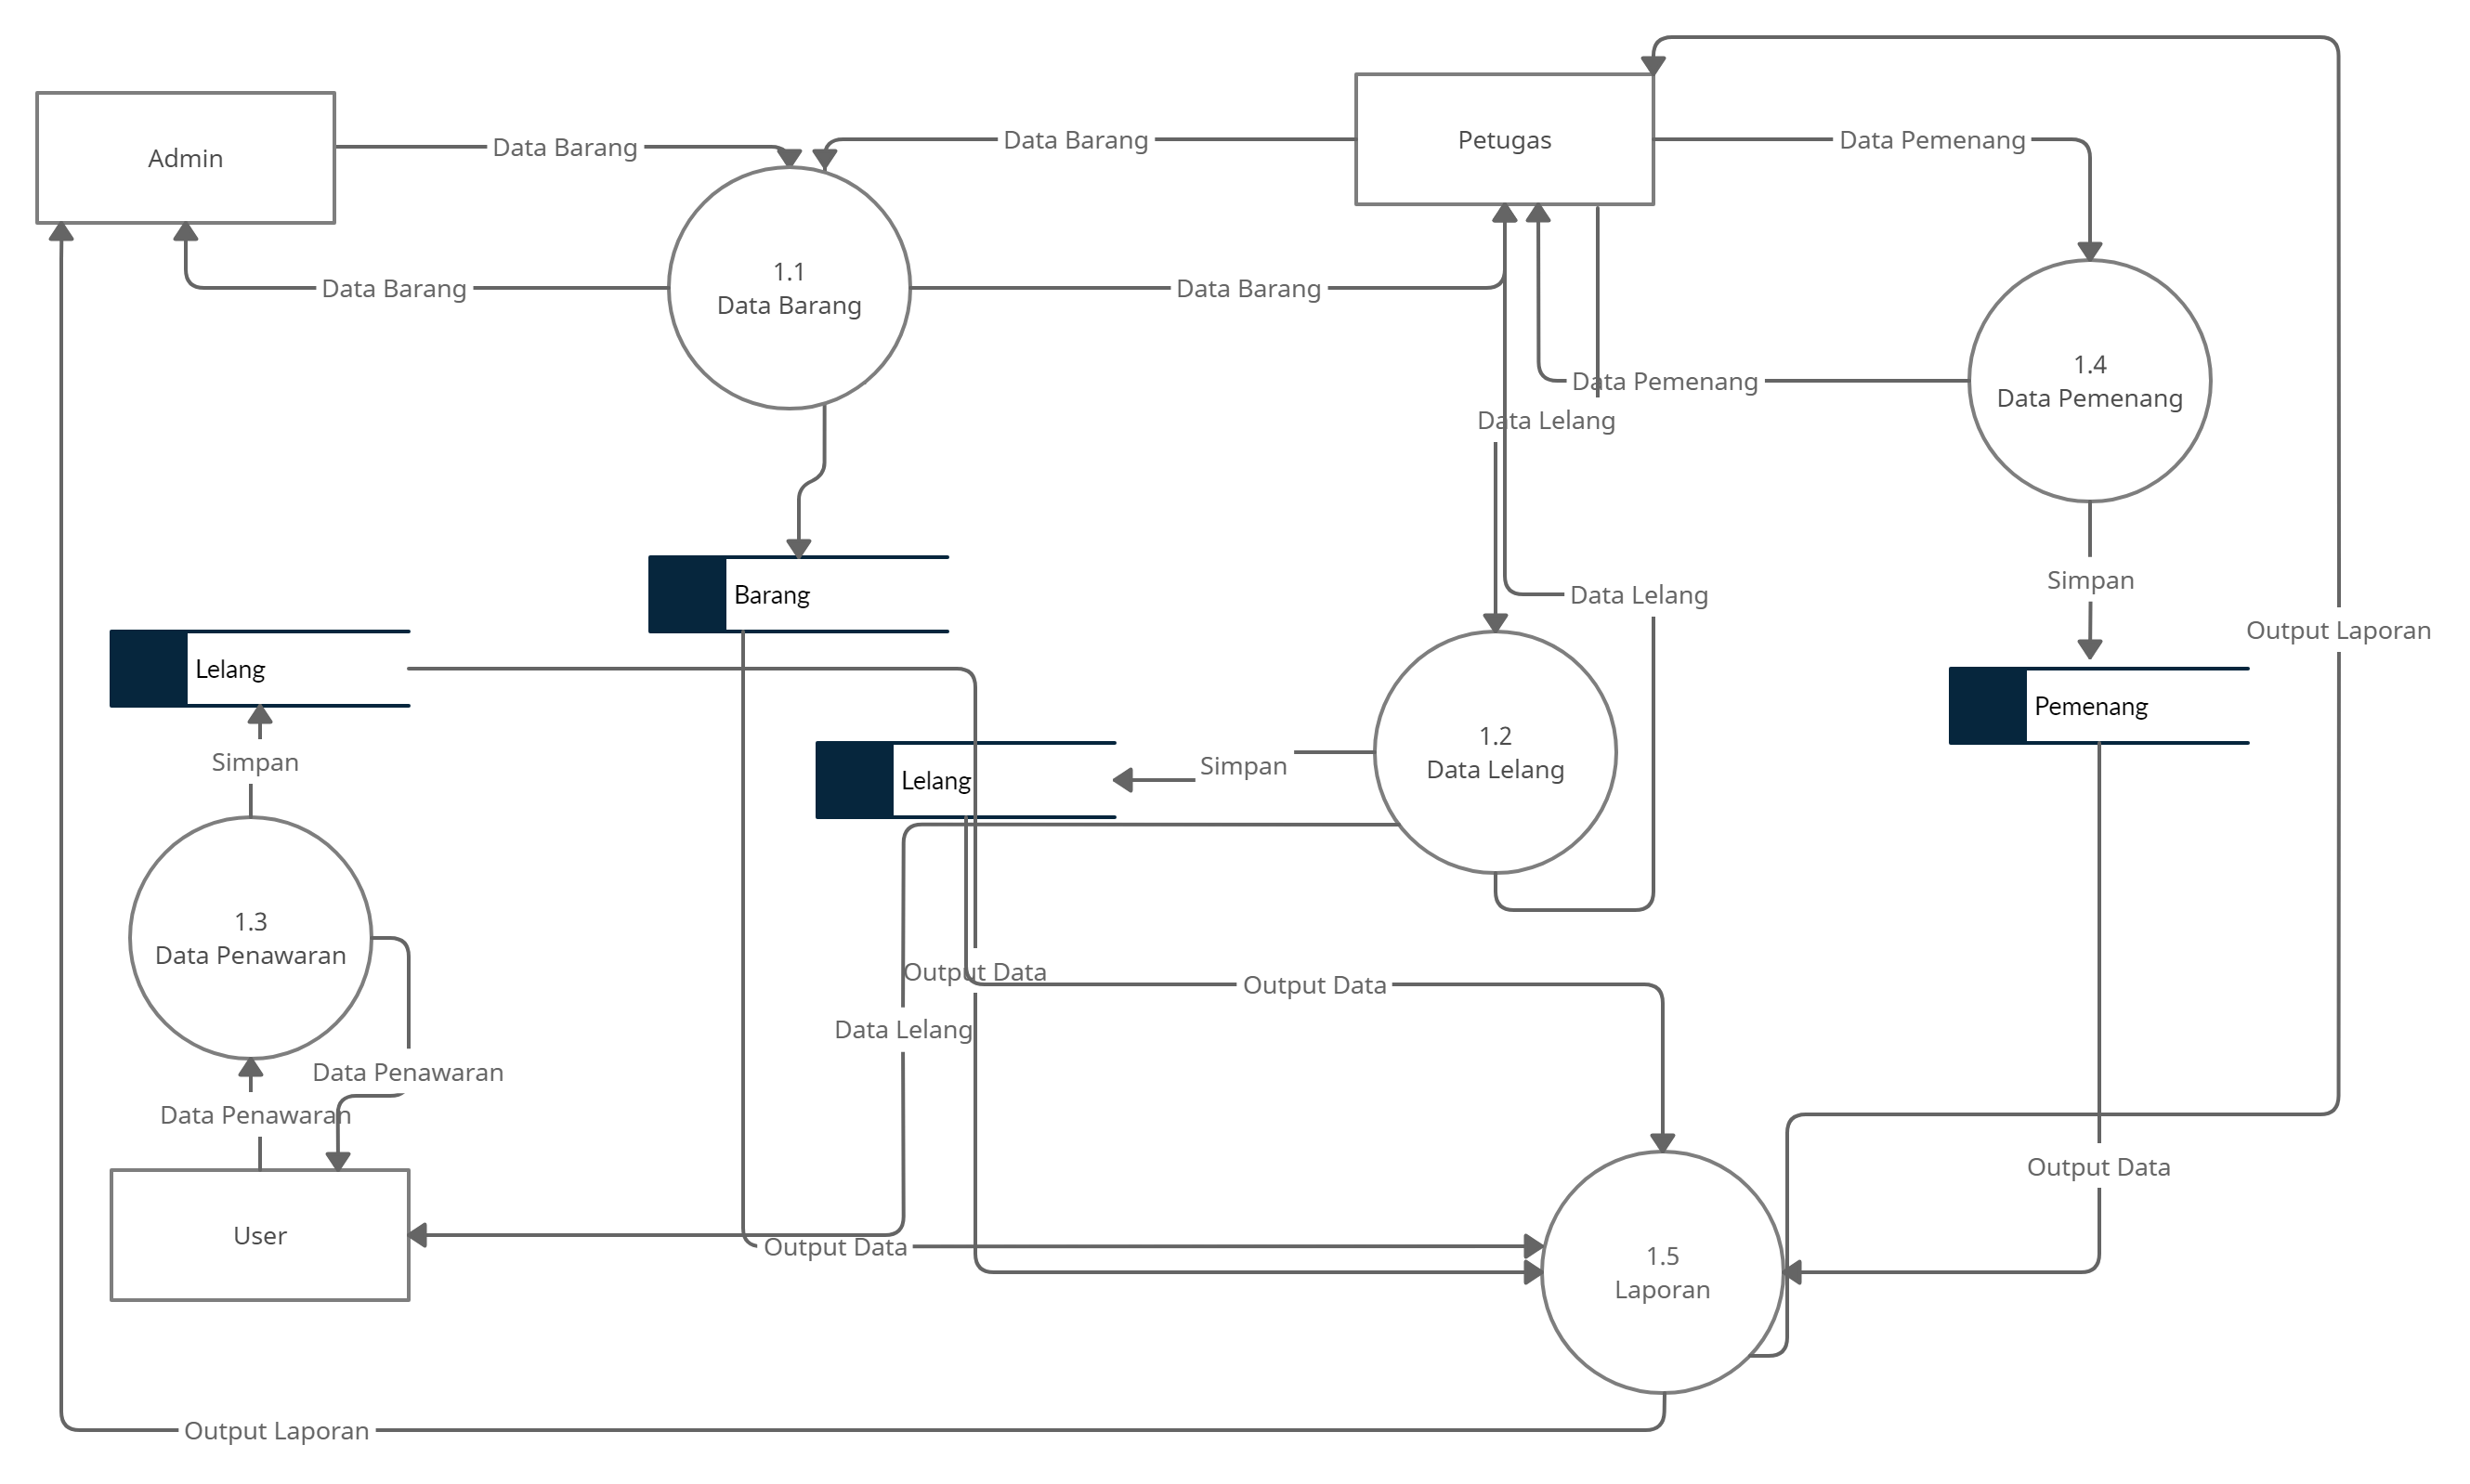 Admin
Data Barang
Data Barang
Petugas
Data Pemenang
Data Barang
1.1
Data Barang
Data Barang
Data Pemenang
1.4
Data Pemenang
Data Lelang
Simpan
Barang
Data Lelang
Output Laporan
Lelang
Pemenang
Simpan
Lelang
Simpan
1.2
Data Lelang
1.3
Data Penawaran
Output Data
Output Data
Data Lelang
Data Penawaran
Data Penawaran
Output Data
User
Output Data
1.5
Laporan
Output Laporan